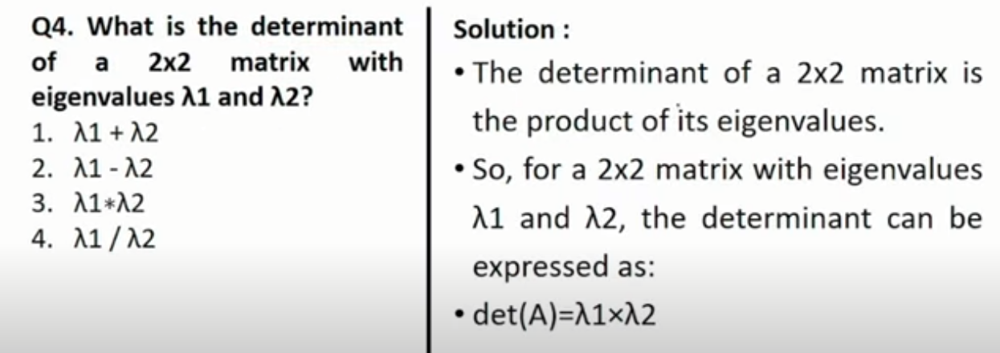 Q4. What is the determinant
of a 2x2 matrix with
eigenvalues λ1 and λ2?
1. λ1 + λ2
2. λ1 - λ2
3. λ1*λ2
4. λ1 / λ2
Solution :
• The determinant of a 2x2 matrix is
the product of its eigenvalues.
• So, for a 2x2 matrix with eigenvalues
λ1 and λ2, the determinant can be
expressed as:
• det(A)=λ1×λ2